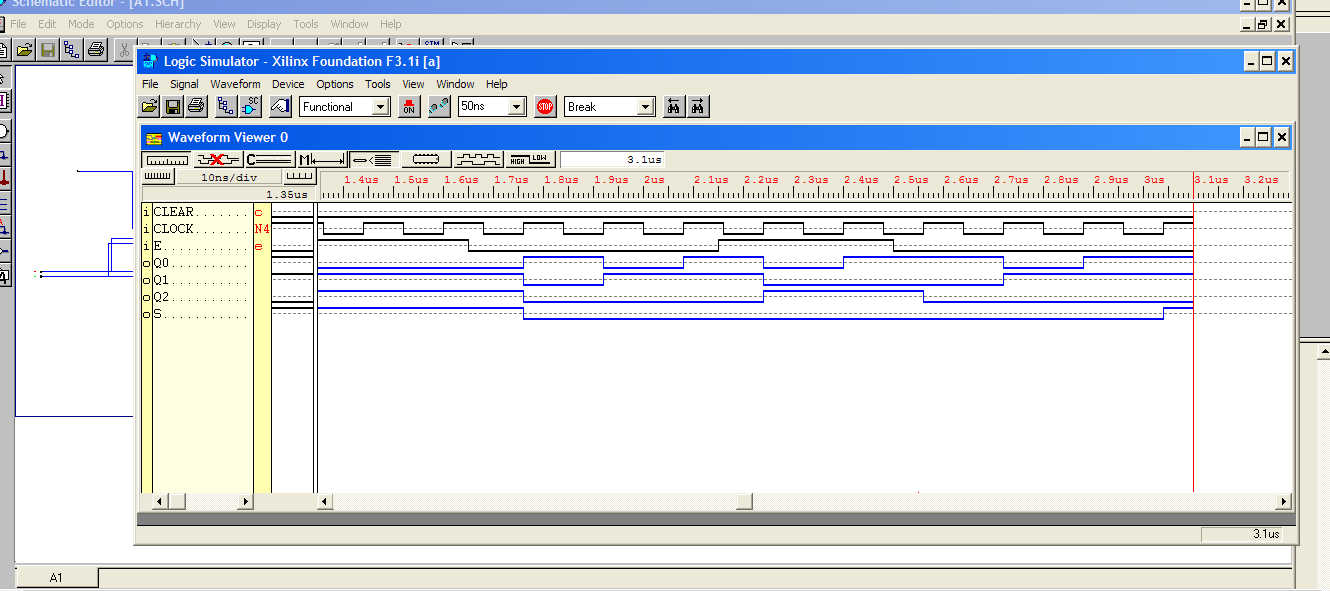 Schematic Editor - [A1.SCH]
File Edit Mode Options Hierarchy View Display Tools Window Help
Logic Simulator - Xilinx Foundation F3.1i [a]
File Signal Waveform Device Options Tools View Window Help
SC Functional ON 50ns STOP Break
Waveform Viewer 0
C M HIGH LOW 3.1us
10ns/div
1.35us
1.4us 1.5us 1.6us 1.7us 1.8us 1.9us 2us 2.1us 2.2us 2.3us 2.4us 2.5us 2.6us 2.7us 2.8us 2.9us 3us 3.1us 3.2us
i CLEAR....... c
i CLOCK....... N4
i E........... e
o Q0..........
o Q1..........
o Q2..........
o S...........
3.1us
A1